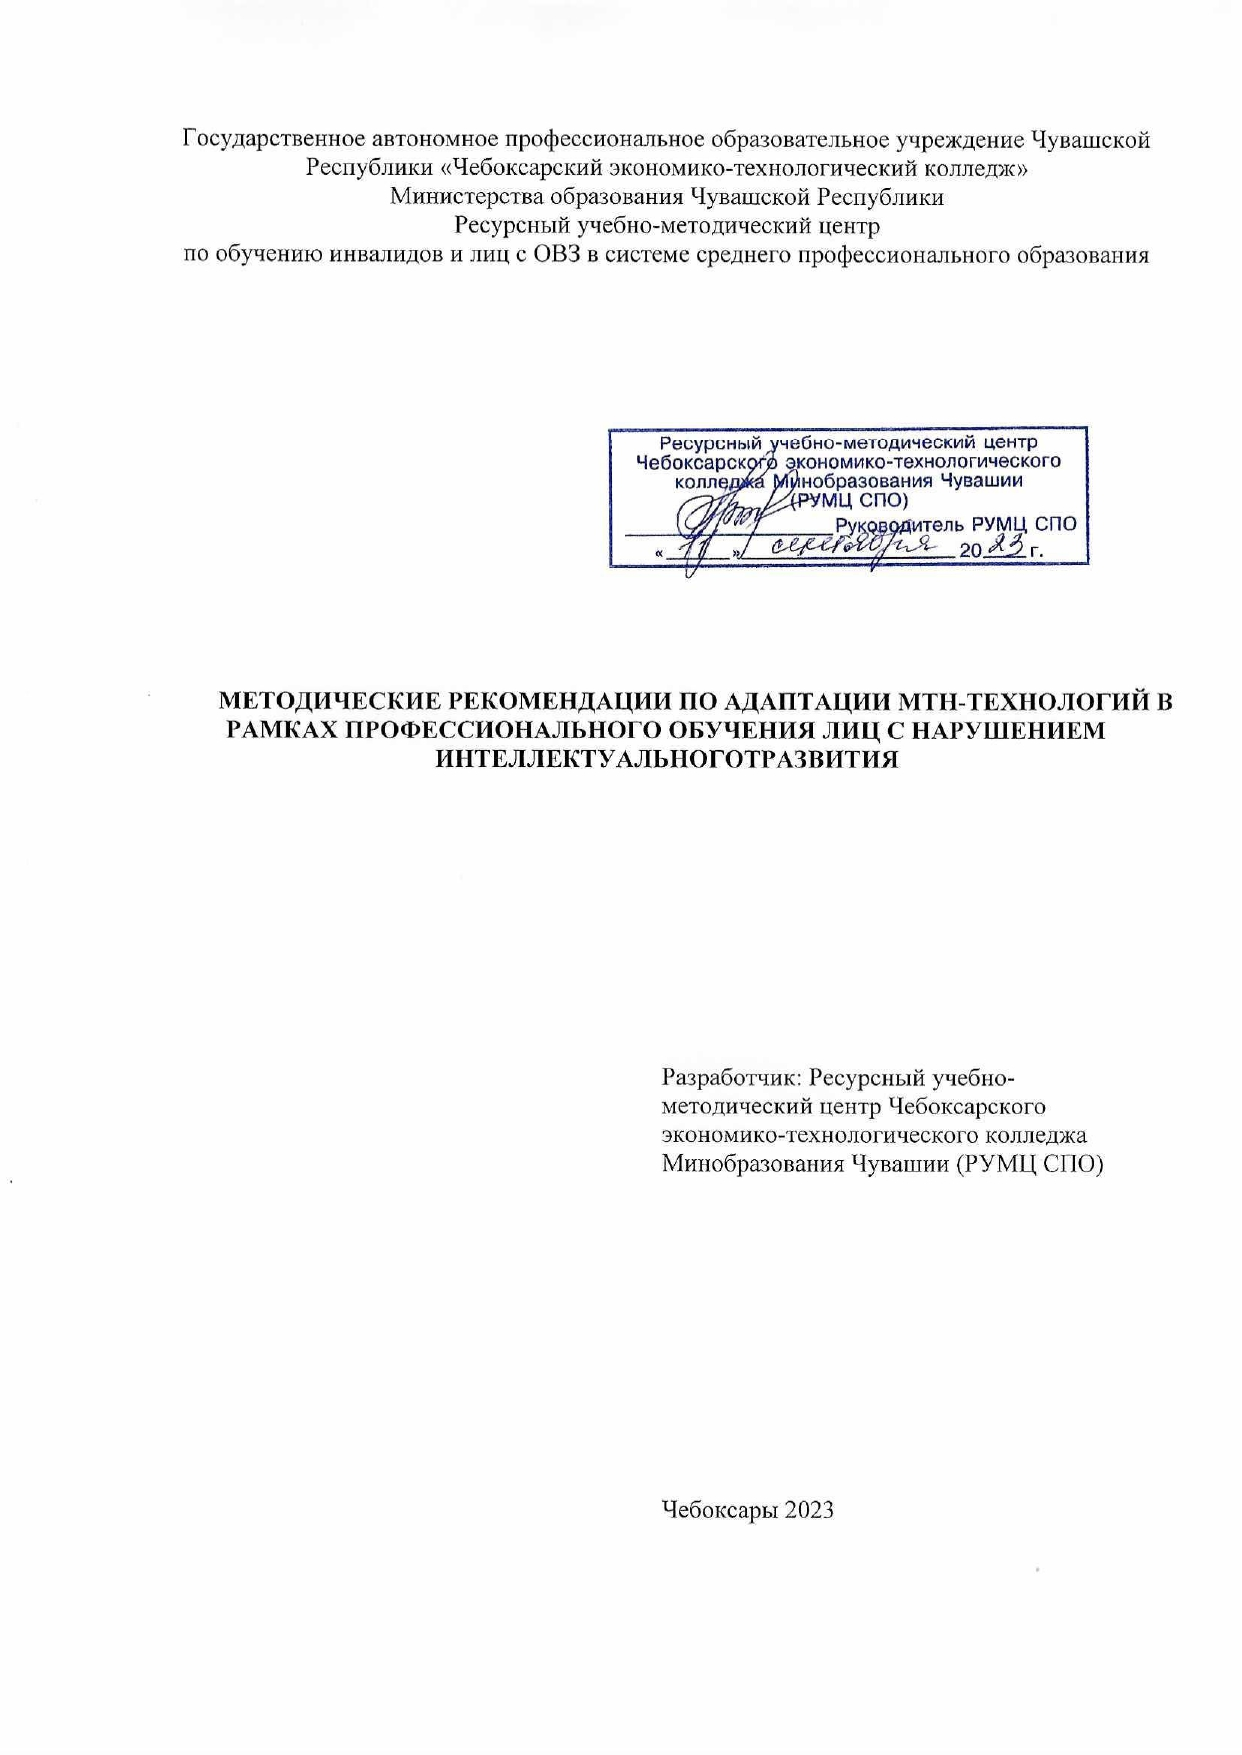 Государственное автономное профессиональное образовательное учреждение Чувашской
Республики «Чебоксарский экономико-технологический колледж»
Министерства образования Чувашской Республики
Ресурсный учебно-методический центр
по обучению инвалидов и лиц с ОВЗ в системе среднего профессионального образования
Ресурсный учебно-методический центр
Чебоксарского экономико-технологического
колледжа Минобразования Чувашии
(РУМЦ СПО)
Руководитель РУМЦ СПО
« 11 » сентября 2023 г.
МЕТОДИЧЕСКИЕ РЕКОМЕНДАЦИИ ПО АДАПТАЦИИ МТН-ТЕХНОЛОГИЙ В
РАМКАХ ПРОФЕССИОНАЛЬНОГО ОБУЧЕНИЯ ЛИЦ С НАРУШЕНИЕМ
ИНТЕЛЛЕКТУАЛЬНОГОТРАЗВИТИЯ
Разработчик: Ресурсный учебно-
методический центр Чебоксарского
экономико-технологического колледжа
Минобразования Чувашии (РУМЦ СПО)
Чебоксары 2023